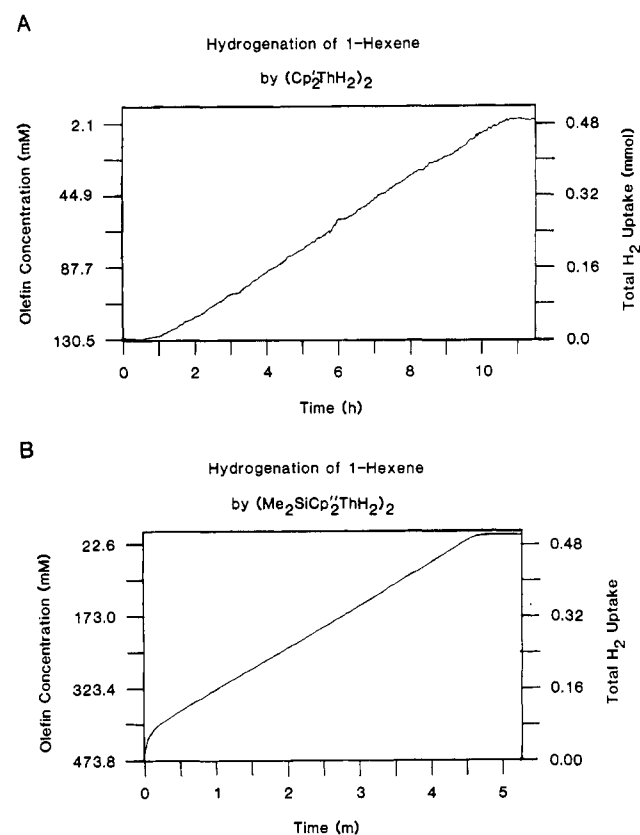 A
Hydrogenation of 1-Hexene
by (Cp′₂ThH₂)₂
Olefin Concentration (mM)
2.1
44.9
87.7
130.5
0.48
0.32
0.16
0.0
Total H₂ Uptake (mmol)
0 2 4 6 8 10
Time (h)
B
Hydrogenation of 1-Hexene
by (Me₂SiCp″₂ThH₂)₂
Olefin Concentration (mM)
22.6
173.0
323.4
473.8
0.48
0.32
0.16
0.00
Total H₂ Uptake
0 1 2 3 4 5
Time (m)